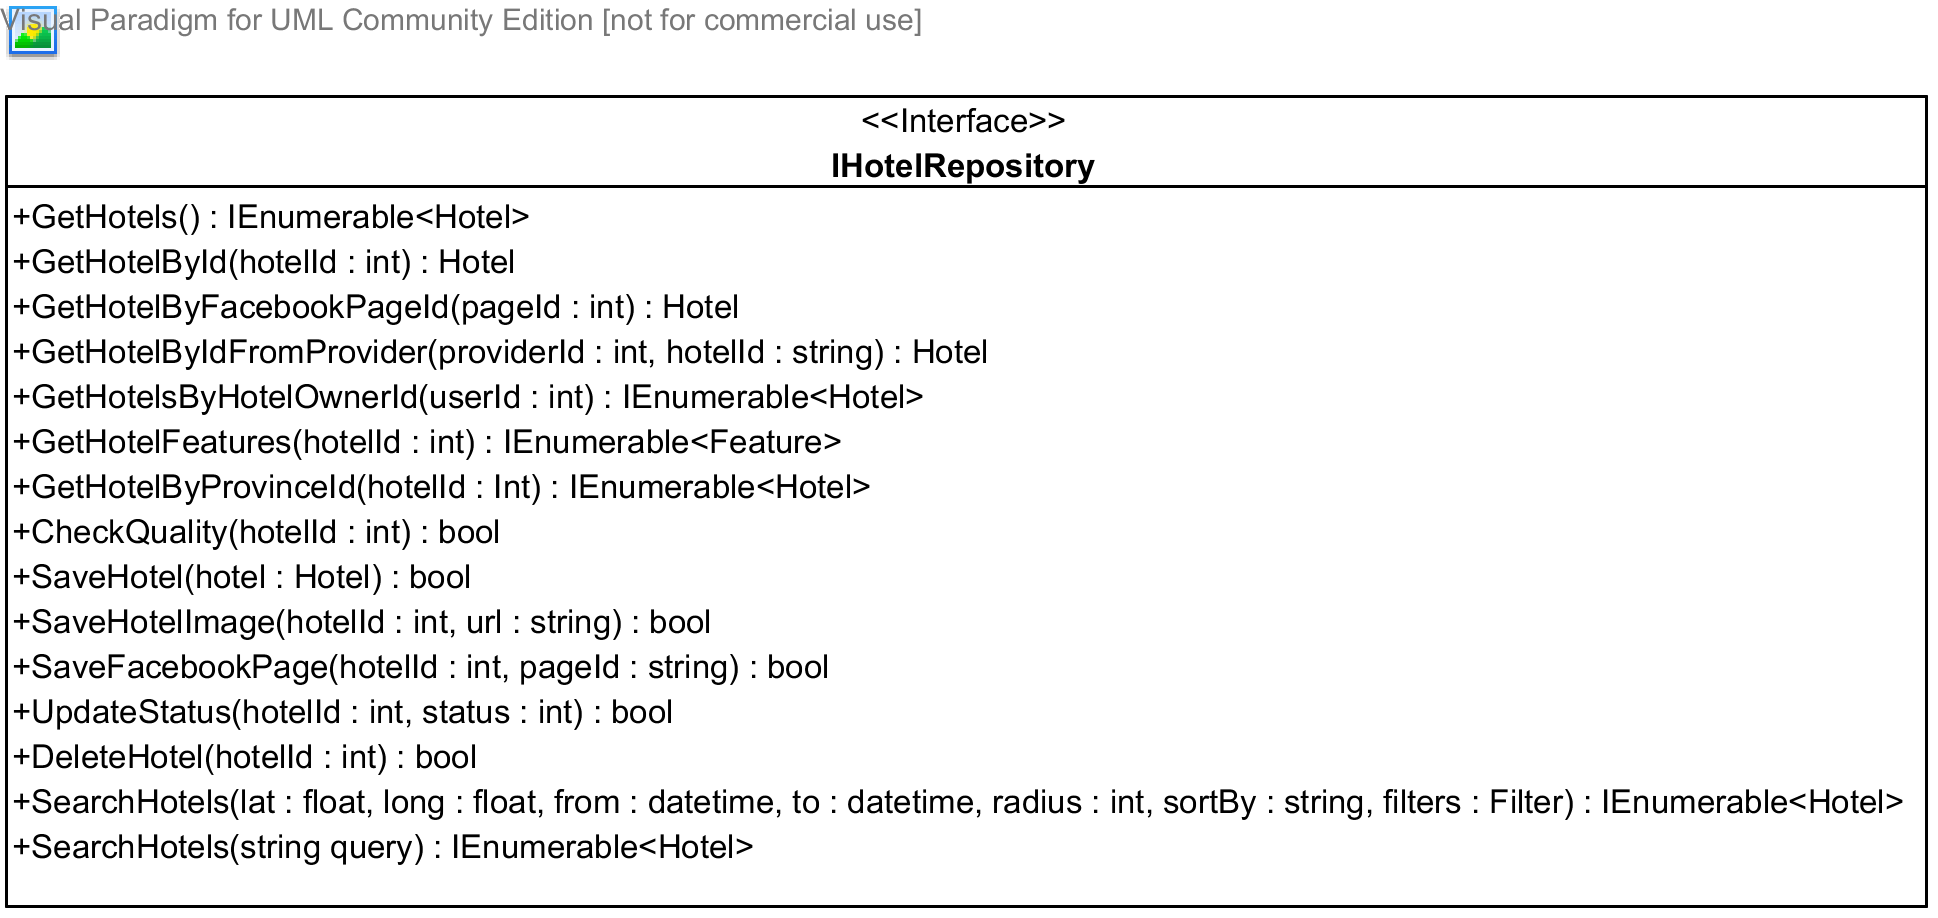 Visual Paradigm for UML Community Edition [not for commercial use]
<<Interface>>
IHotelRepository
+GetHotels() : IEnumerable<Hotel>
+GetHotelById(hotelId : int) : Hotel
+GetHotelByFacebookPageId(pageId : int) : Hotel
+GetHotelByIdFromProvider(providerId : int, hotelId : string) : Hotel
+GetHotelsByHotelOwnerId(userId : int) : IEnumerable<Hotel>
+GetHotelFeatures(hotelId : int) : IEnumerable<Feature>
+GetHotelByProvinceId(hotelId : Int) : IEnumerable<Hotel>
+CheckQuality(hotelId : int) : bool
+SaveHotel(hotel : Hotel) : bool
+SaveHotelImage(hotelId : int, url : string) : bool
+SaveFacebookPage(hotelId : int, pageId : string) : bool
+UpdateStatus(hotelId : int, status : int) : bool
+DeleteHotel(hotelId : int) : bool
+SearchHotels(lat : float, long : float, from : datetime, to : datetime, radius : int, sortBy : string, filters : Filter) : IEnumerable<Hotel>
+SearchHotels(string query) : IEnumerable<Hotel>